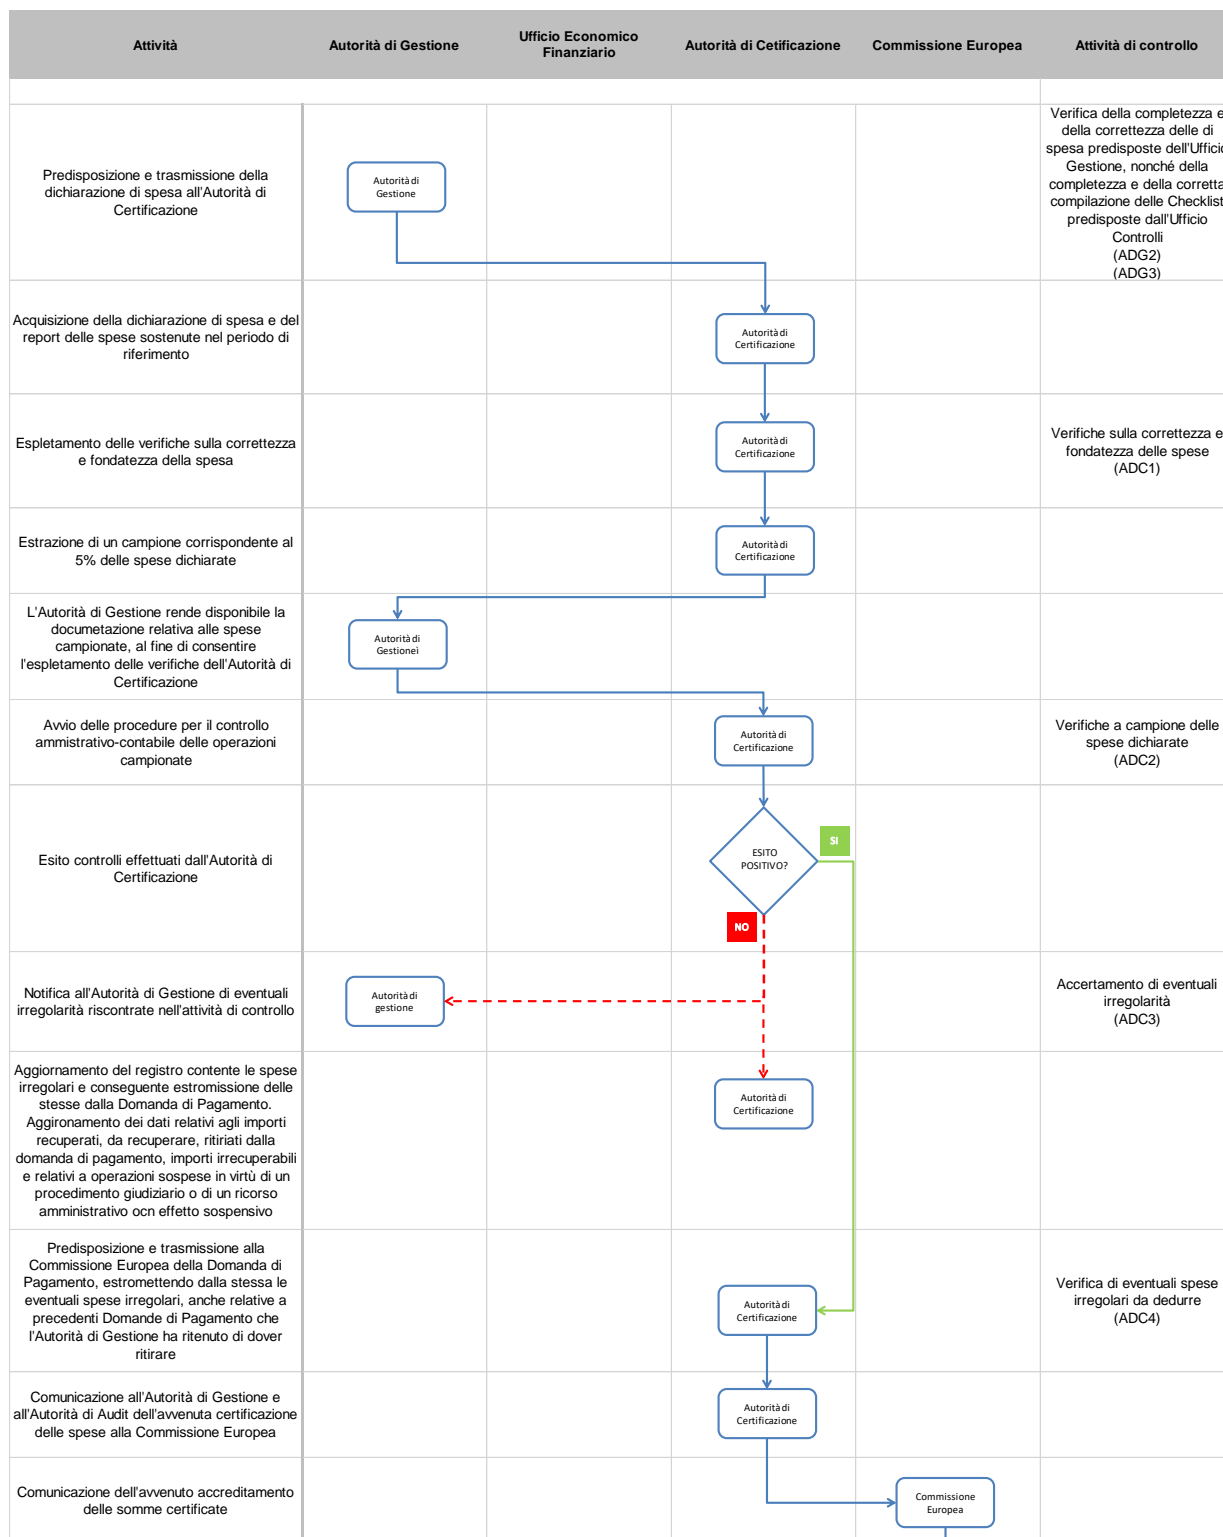 Attività
Autorità di Gestione
Ufficio Economico
Finanziario
Autorità di Cetificazione
Commissione Europea
Attività di controllo
Predisposizione e trasmissione della
dichiarazione di spesa all'Autorità di
Certificazione
Autorità di
Gestione
Verifica della completezza e
della correttezza delle di
spesa predisposte dell'Uffici
Gestione, nonché della
completezza e della corretta
compilazione delle Checklist
predisposte dall'Ufficio
Controlli
(ADG2)
(ADG3)
Acquisizione della dichiarazione di spesa e del
report delle spese sostenute nel periodo di
riferimento
Autorità di
Certificazione
Espletamento delle verifiche sulla correttezza
e fondatezza della spesa
Autorità di
Certificazione
Verifiche sulla correttezza e
fondatezza delle spese
(ADC1)
Estrazione di un campione corrispondente al
5% delle spese dichiarate
Autorità di
Certificazione
L'Autorità di Gestione rende disponibile la
documetazione relativa alle spese
campionate, al fine di consentire
l'espletamento delle verifiche dell'Autorità di
Certificazione
Autorità di
Gestionei
Avvio delle procedure per il controllo
ammistrativo-contabile delle operazioni
campionate
Autorità di
Certificazione
Verifiche a campione delle
spese dichiarate
(ADC2)
Esito controlli effettuati dall'Autorità di
Certificazione
ESITO
POSITIVO?
SI
NO
Notifica all'Autorità di Gestione di eventuali
irregolarità riscontrate nell'attività di controllo
Autorità di
gestione
Accertamento di eventuali
irregolarità
(ADC3)
Aggiornamento del registro contente le spese
irregolari e conseguente estromissione delle
stesse dalla Domanda di Pagamento.
Aggironamento dei dati relativi agli importi
recuperati, da recuperare, ritiriati dalla
domanda di pagamento, importi irrecuperabili
e relativi a operazioni sospese in virtù di un
procedimento giudiziario o di un ricorso
amministrativo ocn effetto sospensivo
Autorità di
Certificazione
Predisposizione e trasmissione alla
Commissione Europea della Domanda di
Pagamento, estromettendo dalla stessa le
eventuali spese irregolari, anche relative a
precedenti Domande di Pagamento che
l'Autorità di Gestione ha ritenuto di dover
ritirare
Autorità di
Certificazione
Verifica di eventuali spese
irregolari da dedurre
(ADC4)
Comunicazione all'Autorità di Gestione e
all'Autorità di Audit dell'avvenuta certificazione
delle spese alla Commissione Europea
Autorità di
Certificazione
Comunicazione dell'avvenuto accreditamento
delle somme certificate
Commissione
Europea